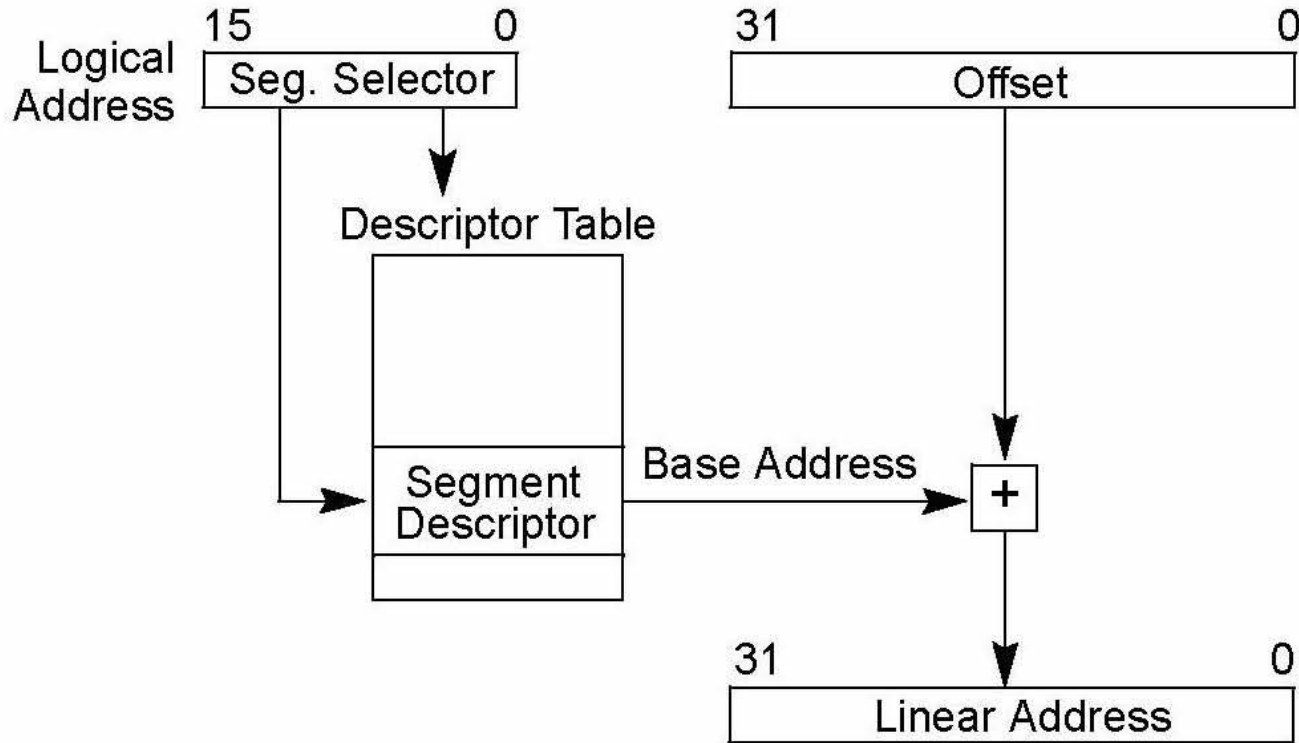 15 0 31 0
Logical
Address
Seg. Selector
Offset
Descriptor Table
Base Address
Segment
Descriptor
+
31 0
Linear Address